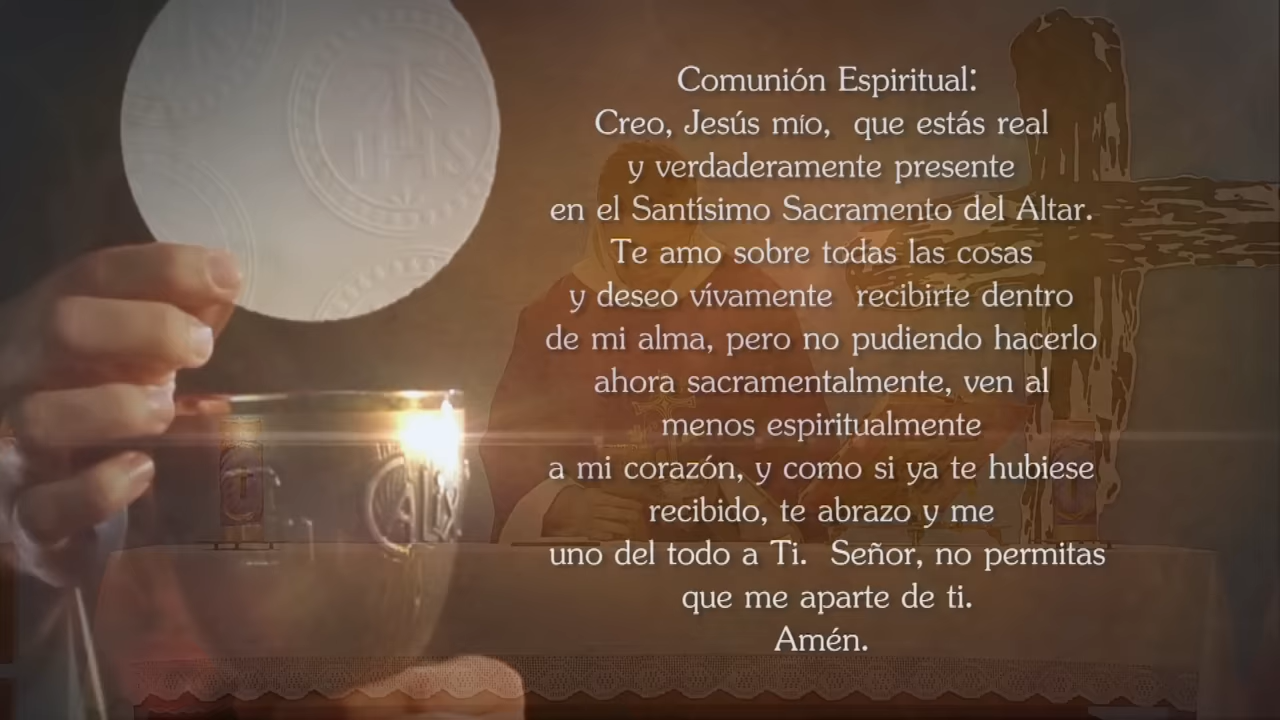 IHS
Comunión Espiritual:
Creo, Jesús mío,  que estás real
y verdaderamente presente
en el Santísimo Sacramento del Altar.
Te amo sobre todas las cosas
y deseo vívamente  recibirte dentro
de mi alma, pero no pudiendo hacerlo
ahora sacramentalmente, ven al
menos espiritualmente
a mi corazón, y como si ya te hubiese
recibido, te abrazo y me
uno del todo a Ti.  Señor, no permitas
que me aparte de ti.
Amén.